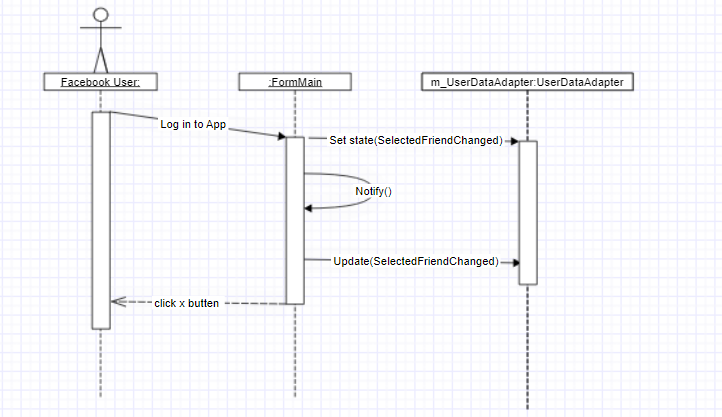 Facebook User:
:FormMain
m_UserDataAdapter:UserDataAdapter
Log in to App
Set state(SelectedFriendChanged)
Notify()
Update(SelectedFriendChanged)
click x butten